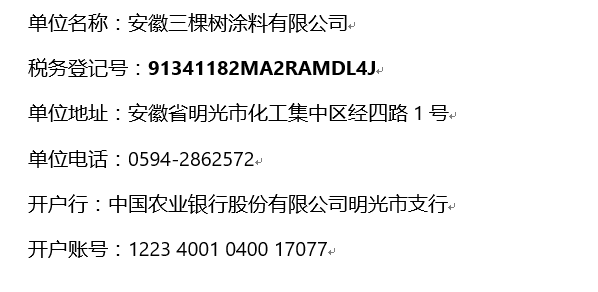 单位名称：安徽三棵树涂料有限公司
税务登记号：91341182MA2RAMDL4J
单位地址：安徽省明光市化工集中区经四路 1 号
单位电话：0594-2862572
开户行：中国农业银行股份有限公司明光市支行
开户账号：1223 4001 0400 17077